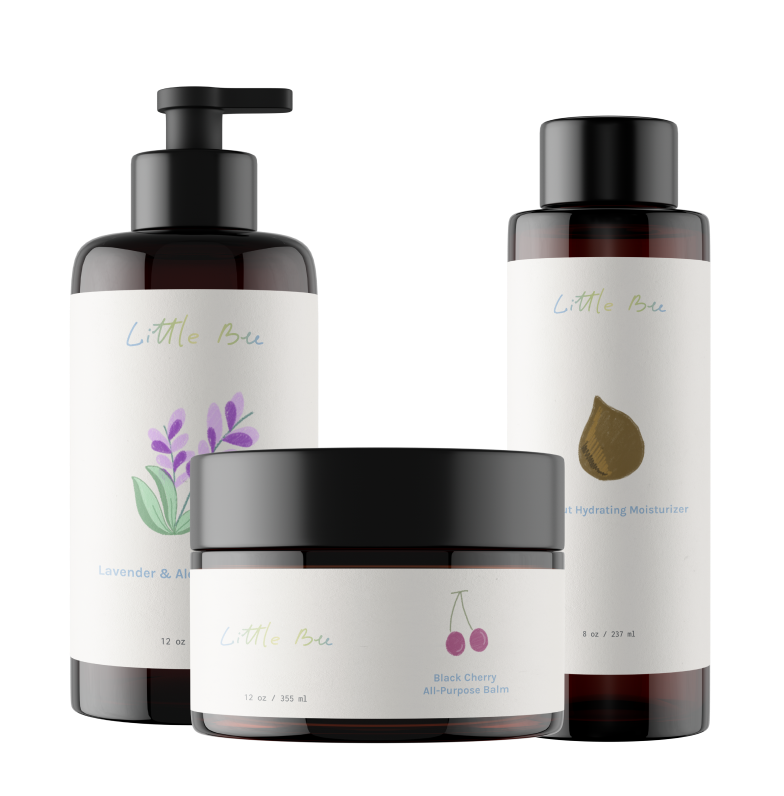 Little Bee
Lavender &
12 oz
Little Bee
12 oz / 355 ml
Black Cherry
All-Purpose Balm
Little Bee
Hydrating Moisturizer
8 oz / 237 ml